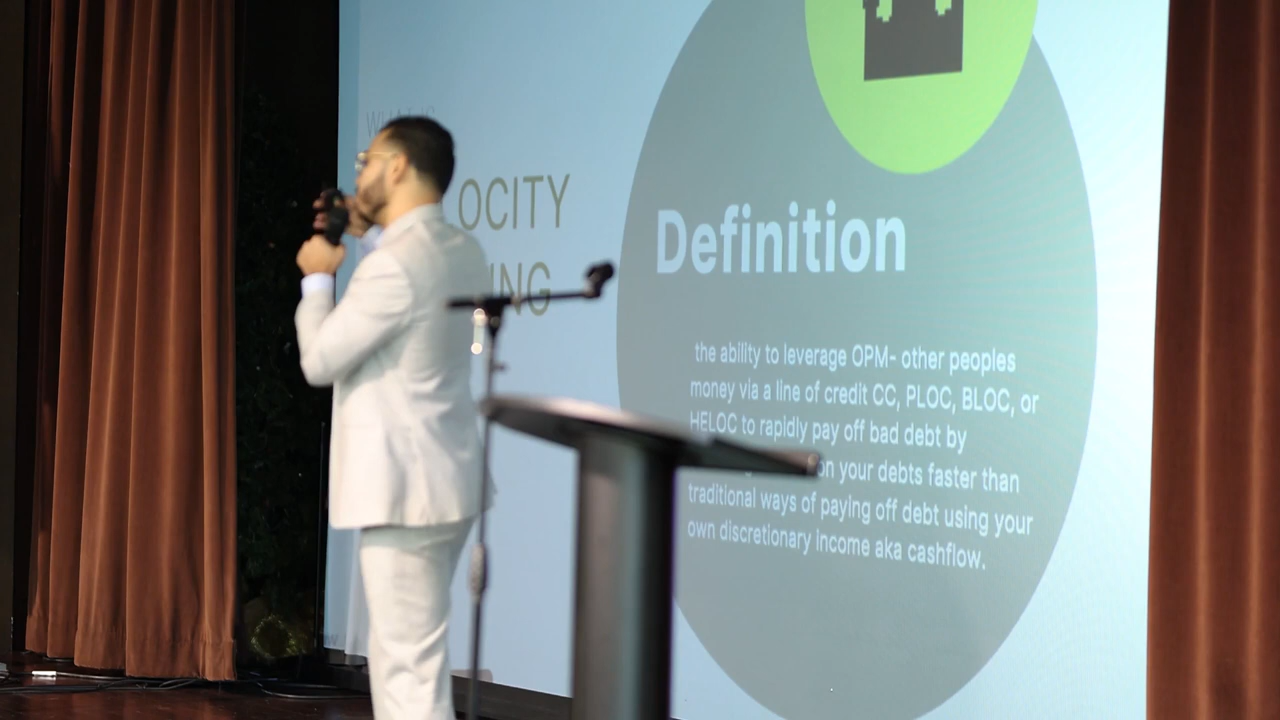 WHAT IS
OCITY
ING
Definition
the ability to leverage OPM- other peoples
money via a line of credit CC, PLOC, BLOC, or
HELOC to rapidly pay off bad debt by
on your debts faster than
traditional ways of paying off debt using your
own discretionary income aka cashflow.